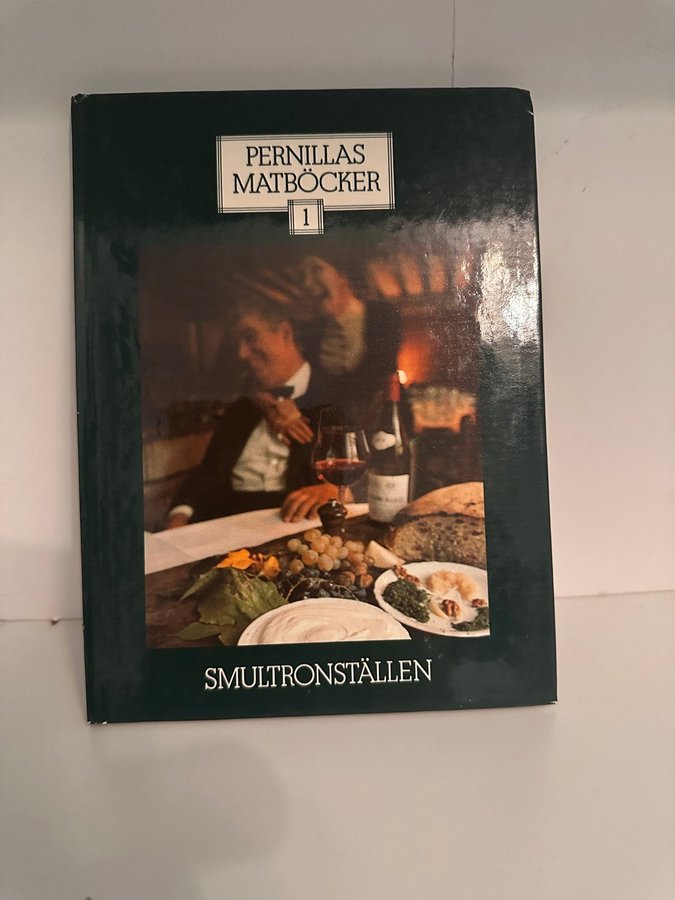 PERNILLAS
MATBÖCKER
1
SMULTRONSTÄLLEN